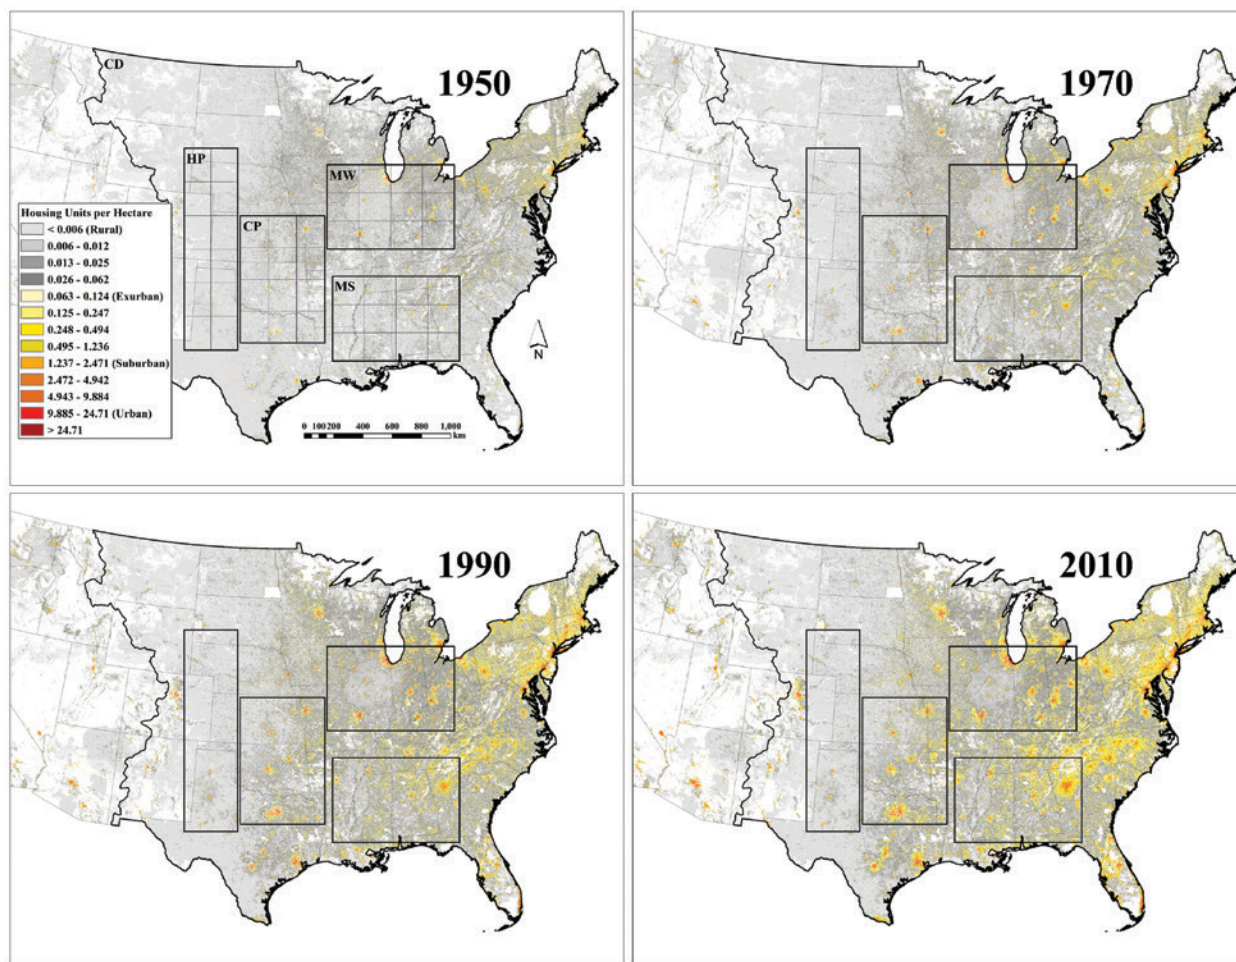 CD
1950
HP
MW
CP
MS
Housing Units per Hectare
< 0.006 (Rural)
0.006 - 0.012
0.013 - 0.025
0.026 - 0.062
0.063 - 0.124 (Exurban)
0.125 - 0.247
0.248 - 0.494
0.495 - 1.236
1.237 - 2.471 (Suburban)
2.472 - 4.942
4.943 - 9.884
9.885 - 24.71 (Urban)
> 24.71
N
0 100 200 400 600 800 1,000
km
1970
1990
2010